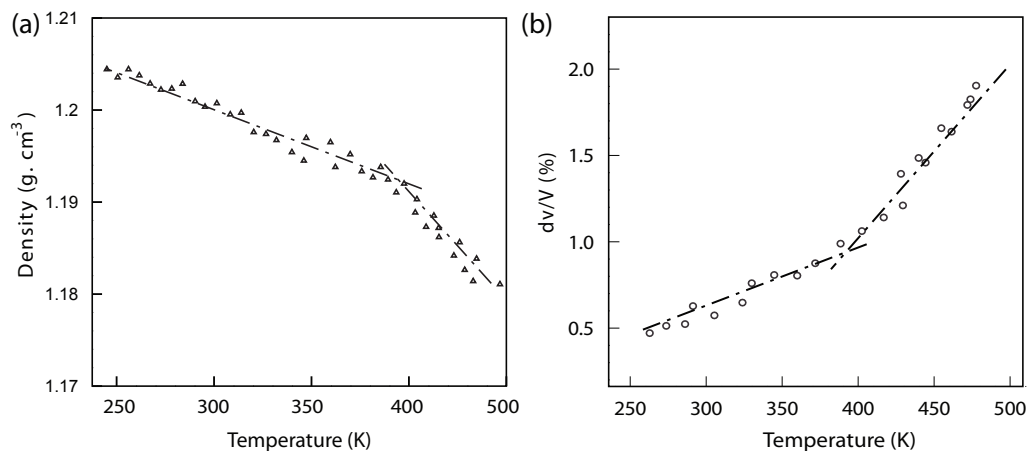 (a)
1.21
1.2
1.19
1.18
1.17
Density (g. cm⁻³)
250 300 350 400 450 500
Temperature (K)
(b)
2.0
1.5
1.0
0.5
dv/V (%)
250 300 350 400 450 500
Temperature (K)